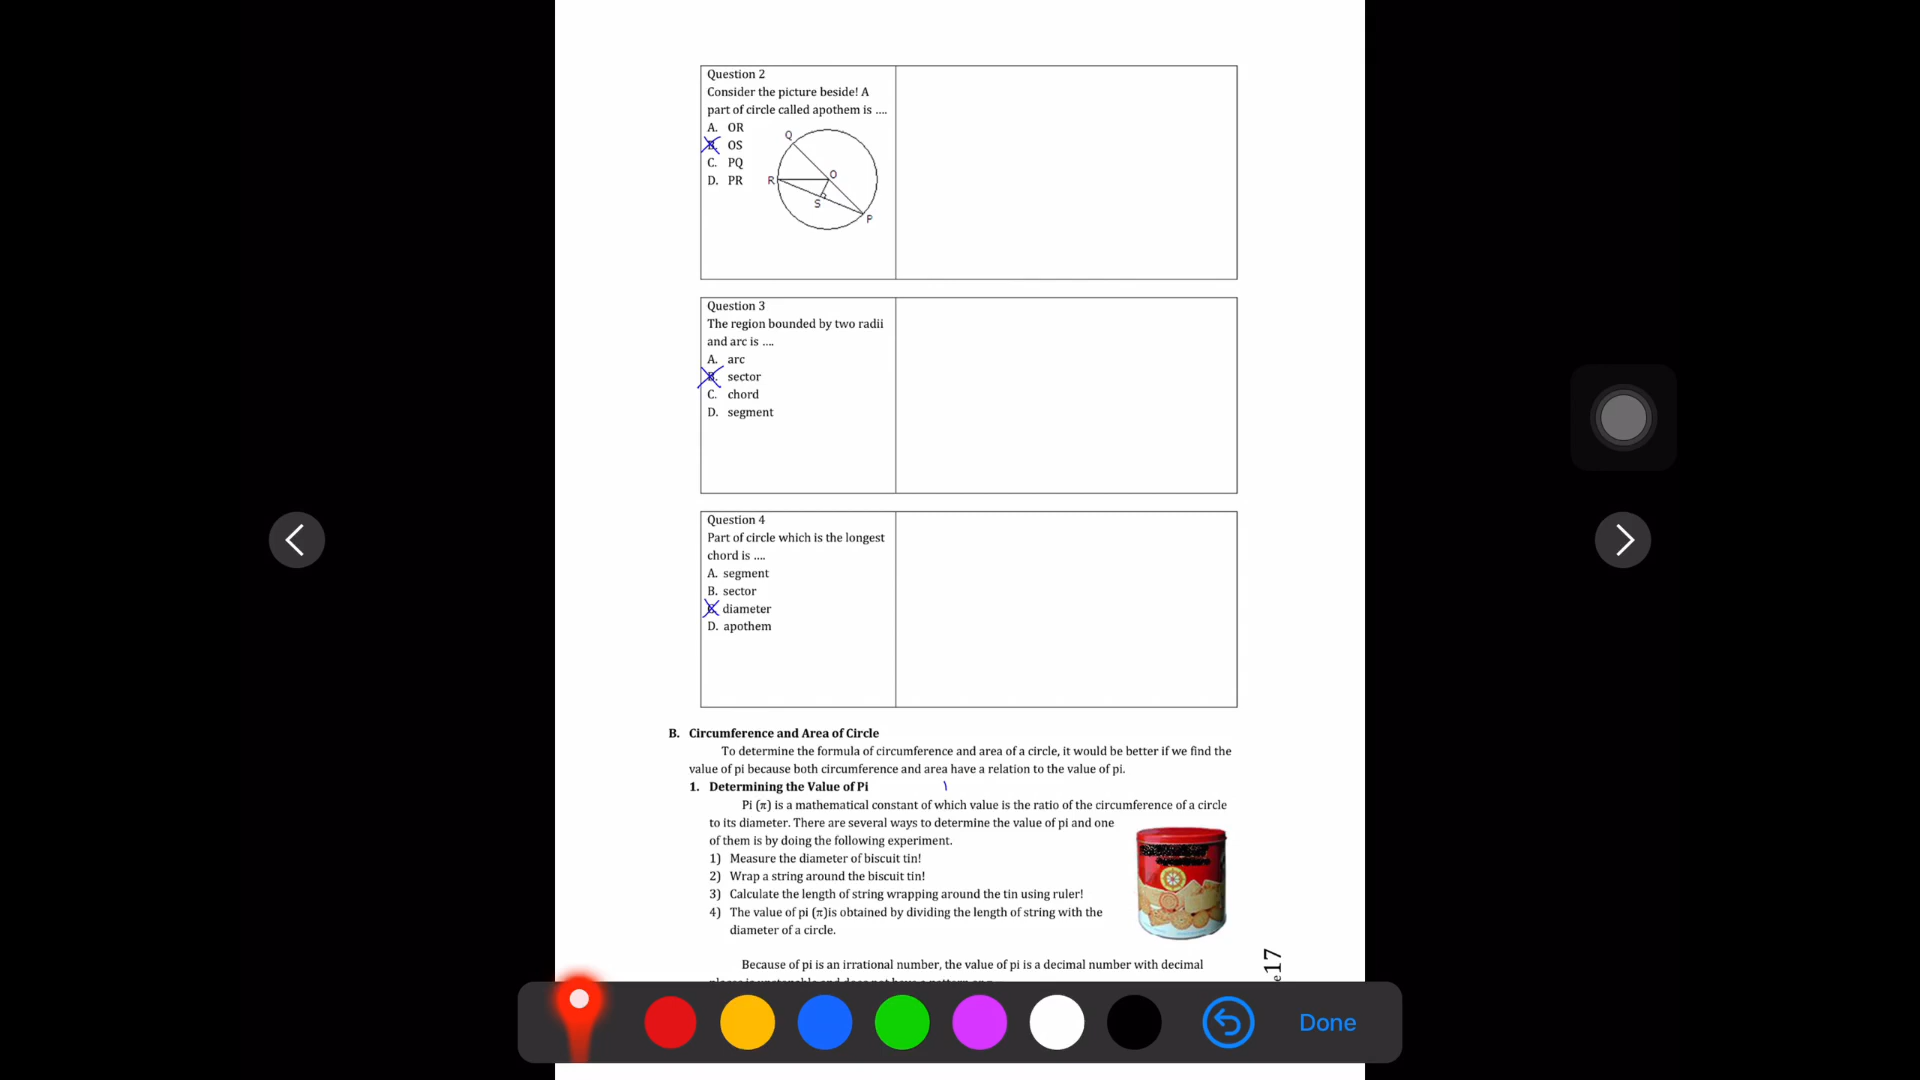 Question 2
Consider the picture beside! A
part of circle called apothem is ....
A. OR
B. OS
C. PQ
D. PR
Q
O
R
S
P
Question 3
The region bounded by two radii
and arc is ....
A. arc
B. sector
C. chord
D. segment
Question 4
Part of circle which is the longest
chord is ....
A. segment
B. sector
C. diameter
D. apothem
B. Circumference and Area of Circle
To determine the formula of circumference and area of a circle, it would be better if we find the
value of pi because both circumference and area have a relation to the value of pi.
1. Determining the Value of Pi
Pi (π) is a mathematical constant of which value is the ratio of the circumference of a circle
to its diameter. There are several ways to determine the value of pi and one
of them is by doing the following experiment.
1) Measure the diameter of biscuit tin!
2) Wrap a string around the biscuit tin!
3) Calculate the length of string wrapping around the tin using ruler!
4) The value of pi (π)is obtained by dividing the length of string with the
diameter of a circle.
Because of pi is an irrational number, the value of pi is a decimal number with decimal
e17
Done